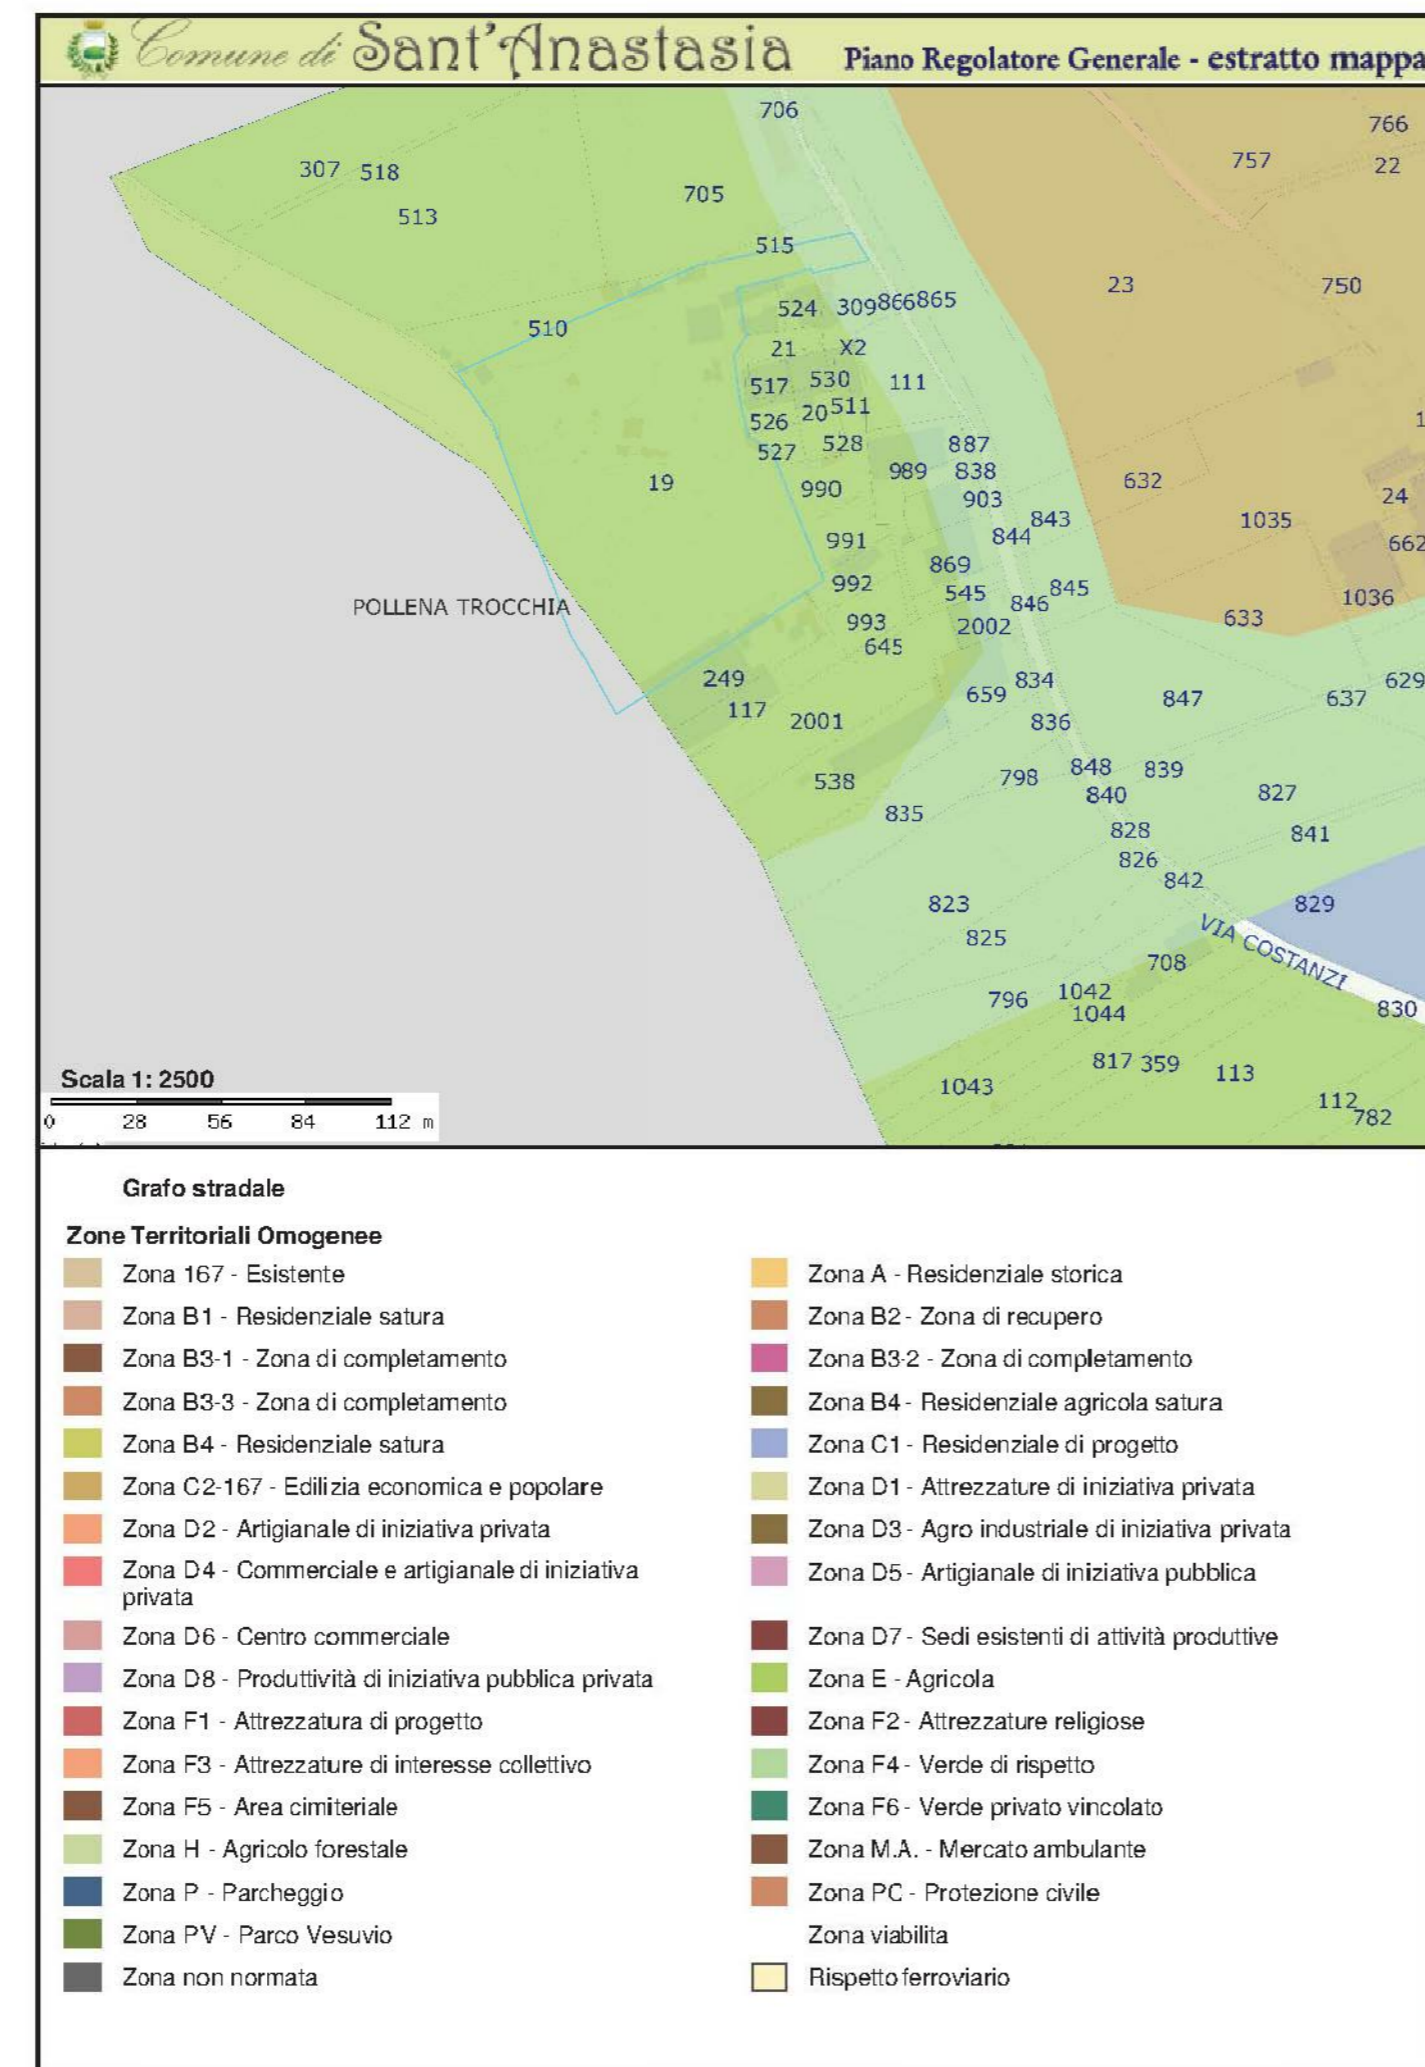 Comune di Sant'Anastasia Piano Regolatore Generale - estratto mappa
706
766
757
22
307 518
705
513
515
23
750
524 309 866 865
510
21 X2
517 530 111
20 511
526
528 887
527
989 838
19
990
632
903
24
843
1035
844
991
662
869
992
545 845
1036
846
POLLENA TROCCHIA
993
2002
633
645
249
834
629
659
847
637
117
2001
836
848 839
798
538
840
827
835
828
841
826
842
823
829
VIA COSTANZI
825
708
1042
796
830
1044
817 359
113
1043
112
782
Scala 1: 2500
0 28 56 84 112 m
Grafo stradale
Zone Territoriali Omogenee
Zona 167 - Esistente
Zona A - Residenziale storica
Zona B1 - Residenziale satura
Zona B2 - Zona di recupero
Zona B3-1 - Zona di completamento
Zona B3-2 - Zona di completamento
Zona B3-3 - Zona di completamento
Zona B4 - Residenziale agricola satura
Zona B4 - Residenziale satura
Zona C1 - Residenziale di progetto
Zona C2-167 - Edilizia economica e popolare
Zona D1 - Attrezzature di iniziativa privata
Zona D2 - Artigianale di iniziativa privata
Zona D3 - Agro industriale di iniziativa privata
Zona D4 - Commerciale e artigianale di iniziativa
privata
Zona D5 - Artigianale di iniziativa pubblica
Zona D6 - Centro commerciale
Zona D7 - Sedi esistenti di attività produttive
Zona D8 - Produttività di iniziativa pubblica privata
Zona E - Agricola
Zona F1 - Attrezzatura di progetto
Zona F2 - Attrezzature religiose
Zona F3 - Attrezzature di interesse collettivo
Zona F4 - Verde di rispetto
Zona F5 - Area cimiteriale
Zona F6 - Verde privato vincolato
Zona H - Agricolo forestale
Zona M.A. - Mercato ambulante
Zona P - Parcheggio
Zona PC - Protezione civile
Zona PV - Parco Vesuvio
Zona viabilita
Zona non normata
Rispetto ferroviario